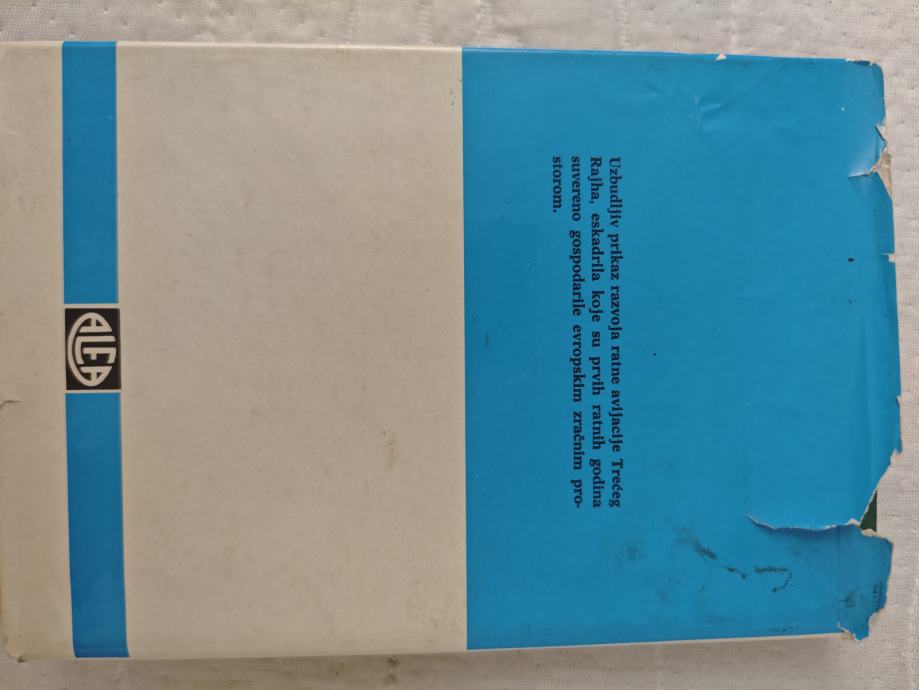 Uzbudljiv prikaz razvoja ratne avijacije Trećeg
Rajha, eskadrila koje su prvih ratnih godina
suvereno gospodarile evropskim zračnim pro-
storom.
ALFA